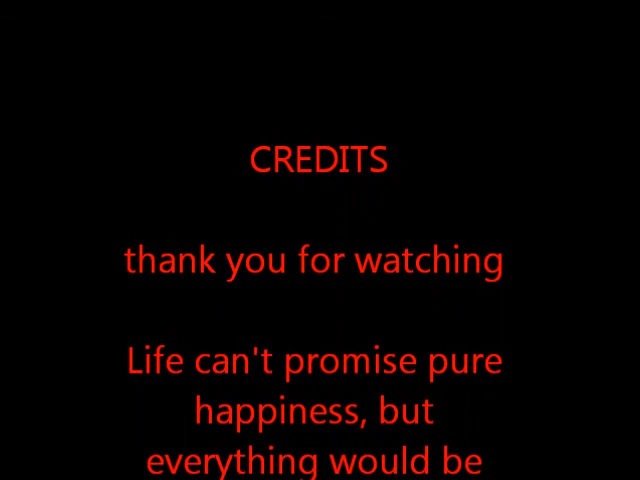 CREDITS
thank you for watching
Life can't promise pure
happiness, but
everything would be